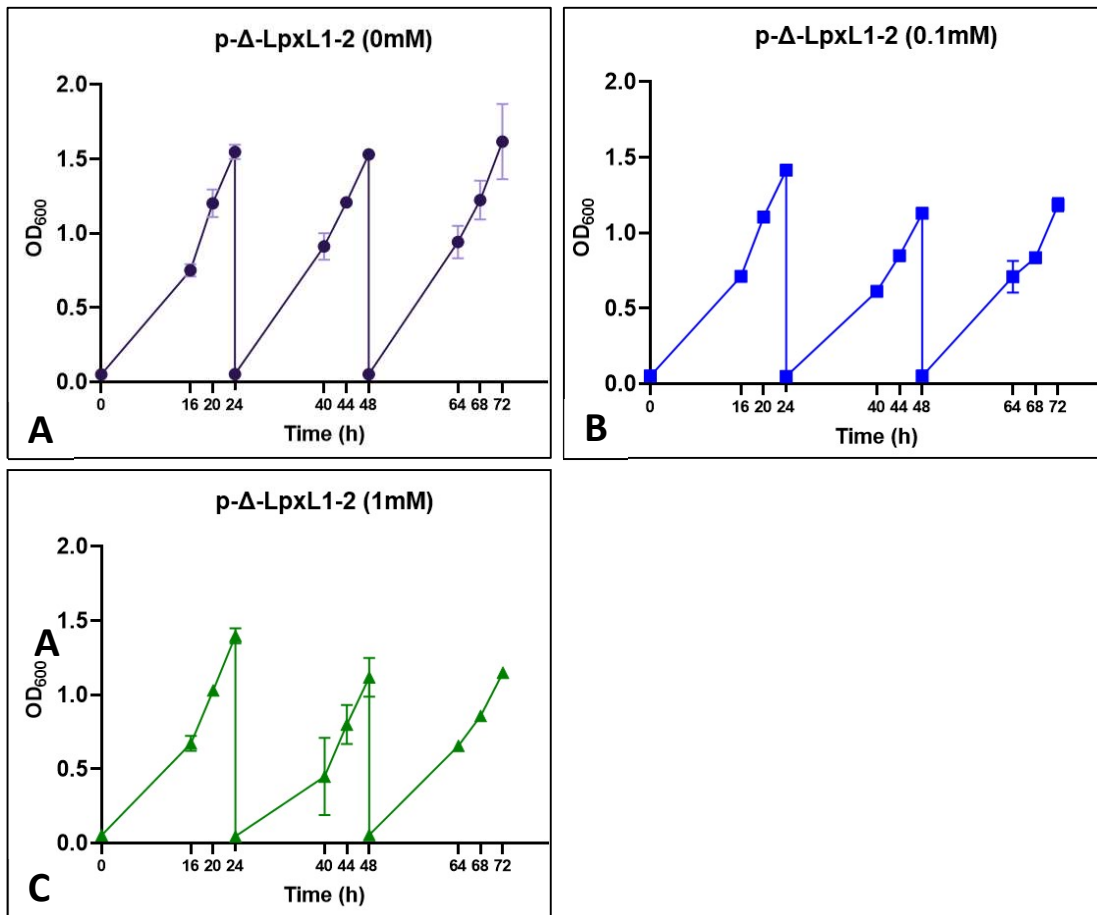 p-Δ-LpxL1-2 (0mM)
2.0
1.5
1.0
0.5
0.0
OD600
0 16 20 24 40 44 48 64 68 72
Time (h)
A
p-Δ-LpxL1-2 (0.1mM)
2.0
1.5
1.0
0.5
0.0
OD600
0 16 20 24 40 44 48 64 68 72
Time (h)
B
p-Δ-LpxL1-2 (1mM)
2.0
1.5
1.0
0.5
0.0
A
OD600
0 16 20 24 40 44 48 64 68 72
Time (h)
C